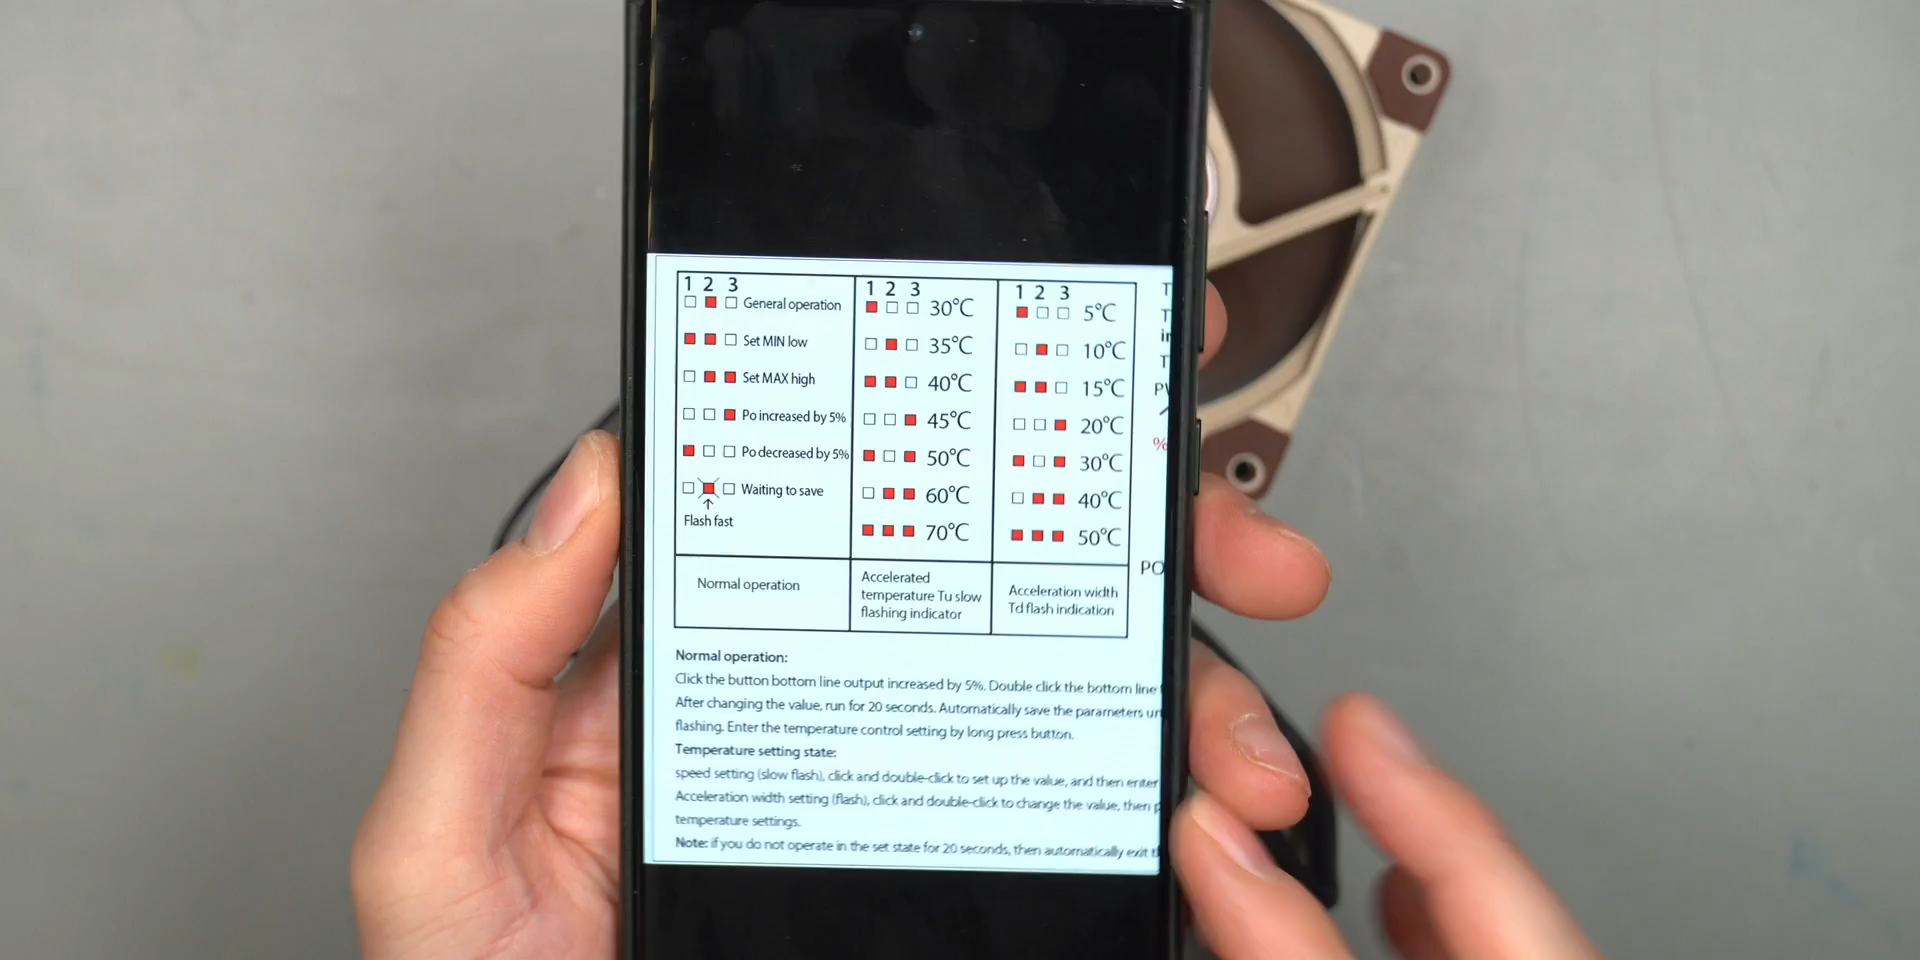 1 2 3
General operation
Set MIN low
Set MAX high
Po increased by 5%
Po decreased by 5%
Waiting to save
Flash fast
Normal operation
1 2 3
30℃
35℃
40℃
45℃
50℃
60℃
70℃
Accelerated
temperature Tu slow
flashing indicator
1 2 3
5℃
10℃
15℃
20℃
30℃
40℃
50℃
Acceleration width
Td flash indication
%
PO
Normal operation:
Click the button bottom line output increased by 5%. Double click the bottom line
After changing the value, run for 20 seconds. Automatically save the parameters
flashing. Enter the temperature control setting by long press button.
Temperature setting state:
speed setting (slow flash), click and double-click to set up the value, and then enter
Acceleration width setting (flash), click and double-click to change the value, then
temperature settings.
Note: if you do not operate in the set state for 20 seconds, then automatically exit